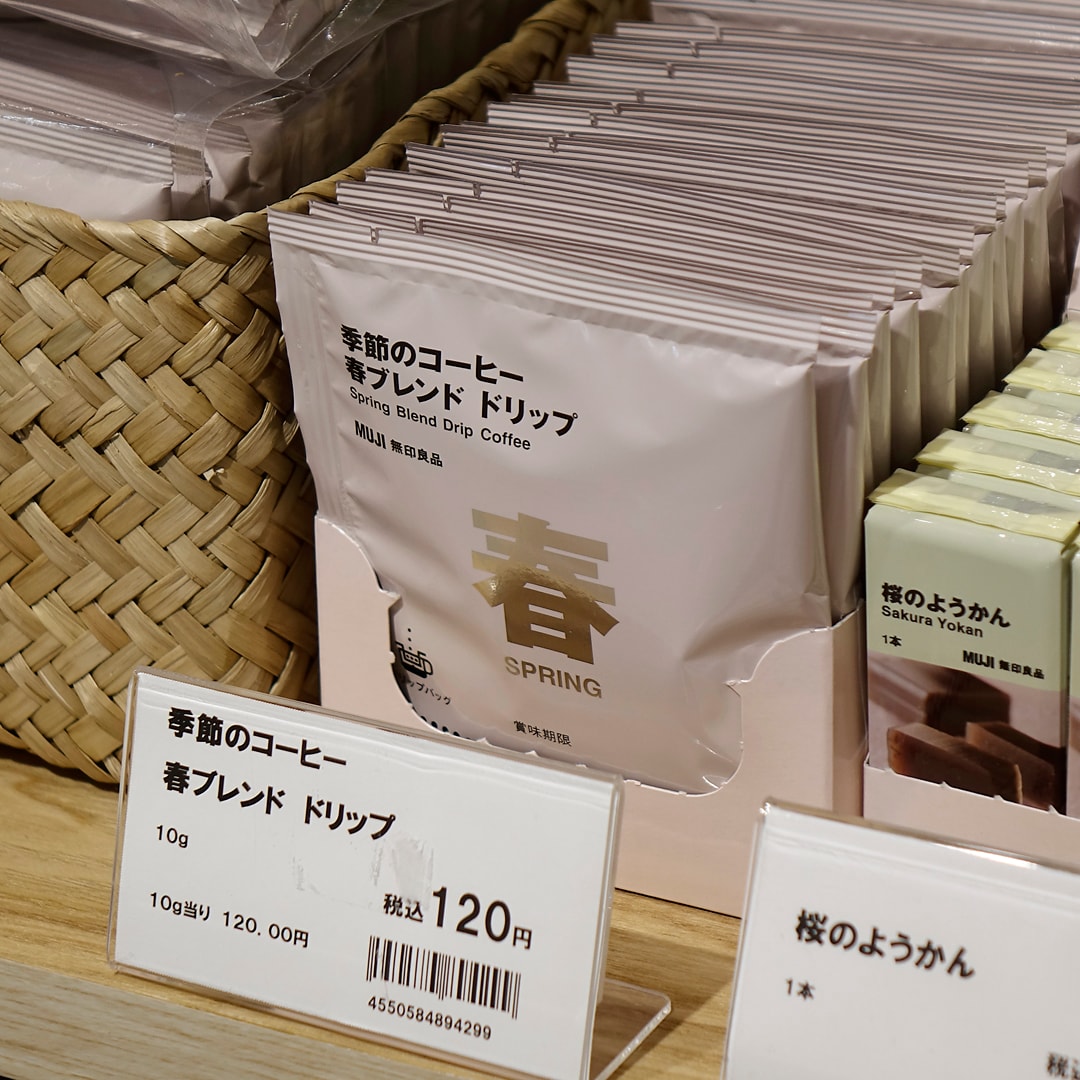 季節のコーヒー
春ブレンド ドリップ
Spring Blend Drip Coffee
MUJI 無印良品
春
SPRING
賞味期限
桜のようかん
Sakura Yokan
1本
MUJI 無印良品
季節のコーヒー
春ブレンド ドリップ
10g
10g当り 120.00円
税込120円
4550584894299
桜のようかん
1本
税込